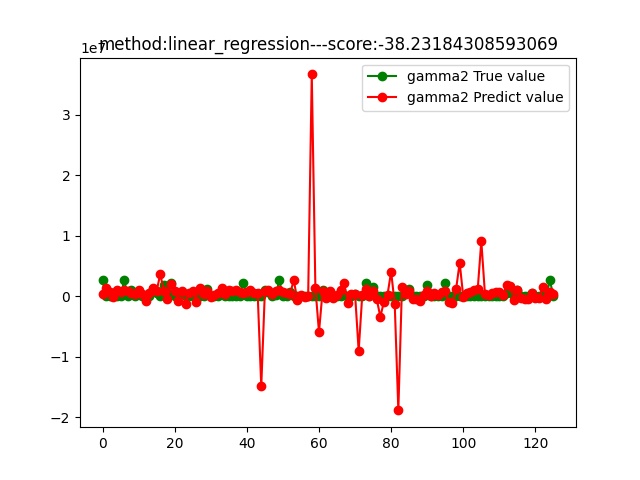 method:linear_regression---score:-38.23184308593069
1e7
gamma2 True value
gamma2 Predict value
3
2
1
0
−1
−2
0 20 40 60 80 100 120